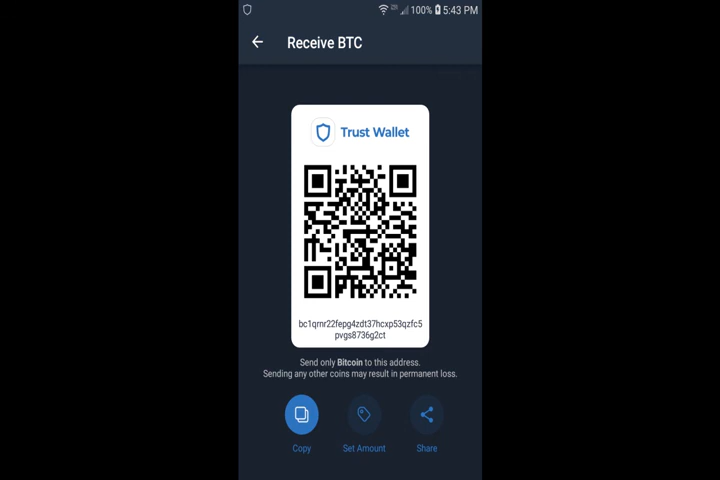 100% 5:43 PM
Receive BTC
Trust Wallet
bc1qrnr22fepg4zdt37hcxp53qzfc5
pvgs8736g2ct
Send only Bitcoin to this address.
Sending any other coins may result in permanent loss.
Copy Set Amount Share